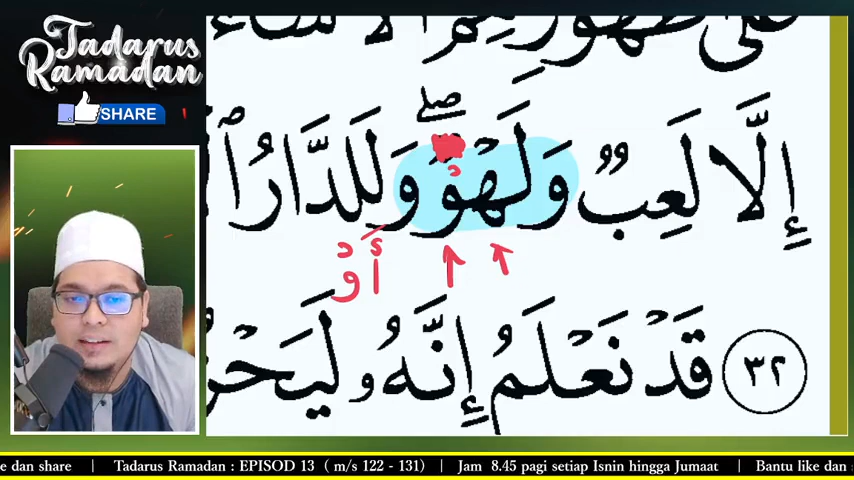 Tadarus
Ramadan
SHARE
إِلَّا لَعِبٌ وَلَهْوٌ ۖ وَلَلدَّارُ
أَوْ
٣٢ قَدْ نَعْلَمُ إِنَّهُۥ لَيَحْزُ
e dan share | Tadarus Ramadan : EPISOD 13 ( m/s 122 - 131) | Jam 8.45 pagi setiap Isnin hingga Jumaat | Bantu like dan